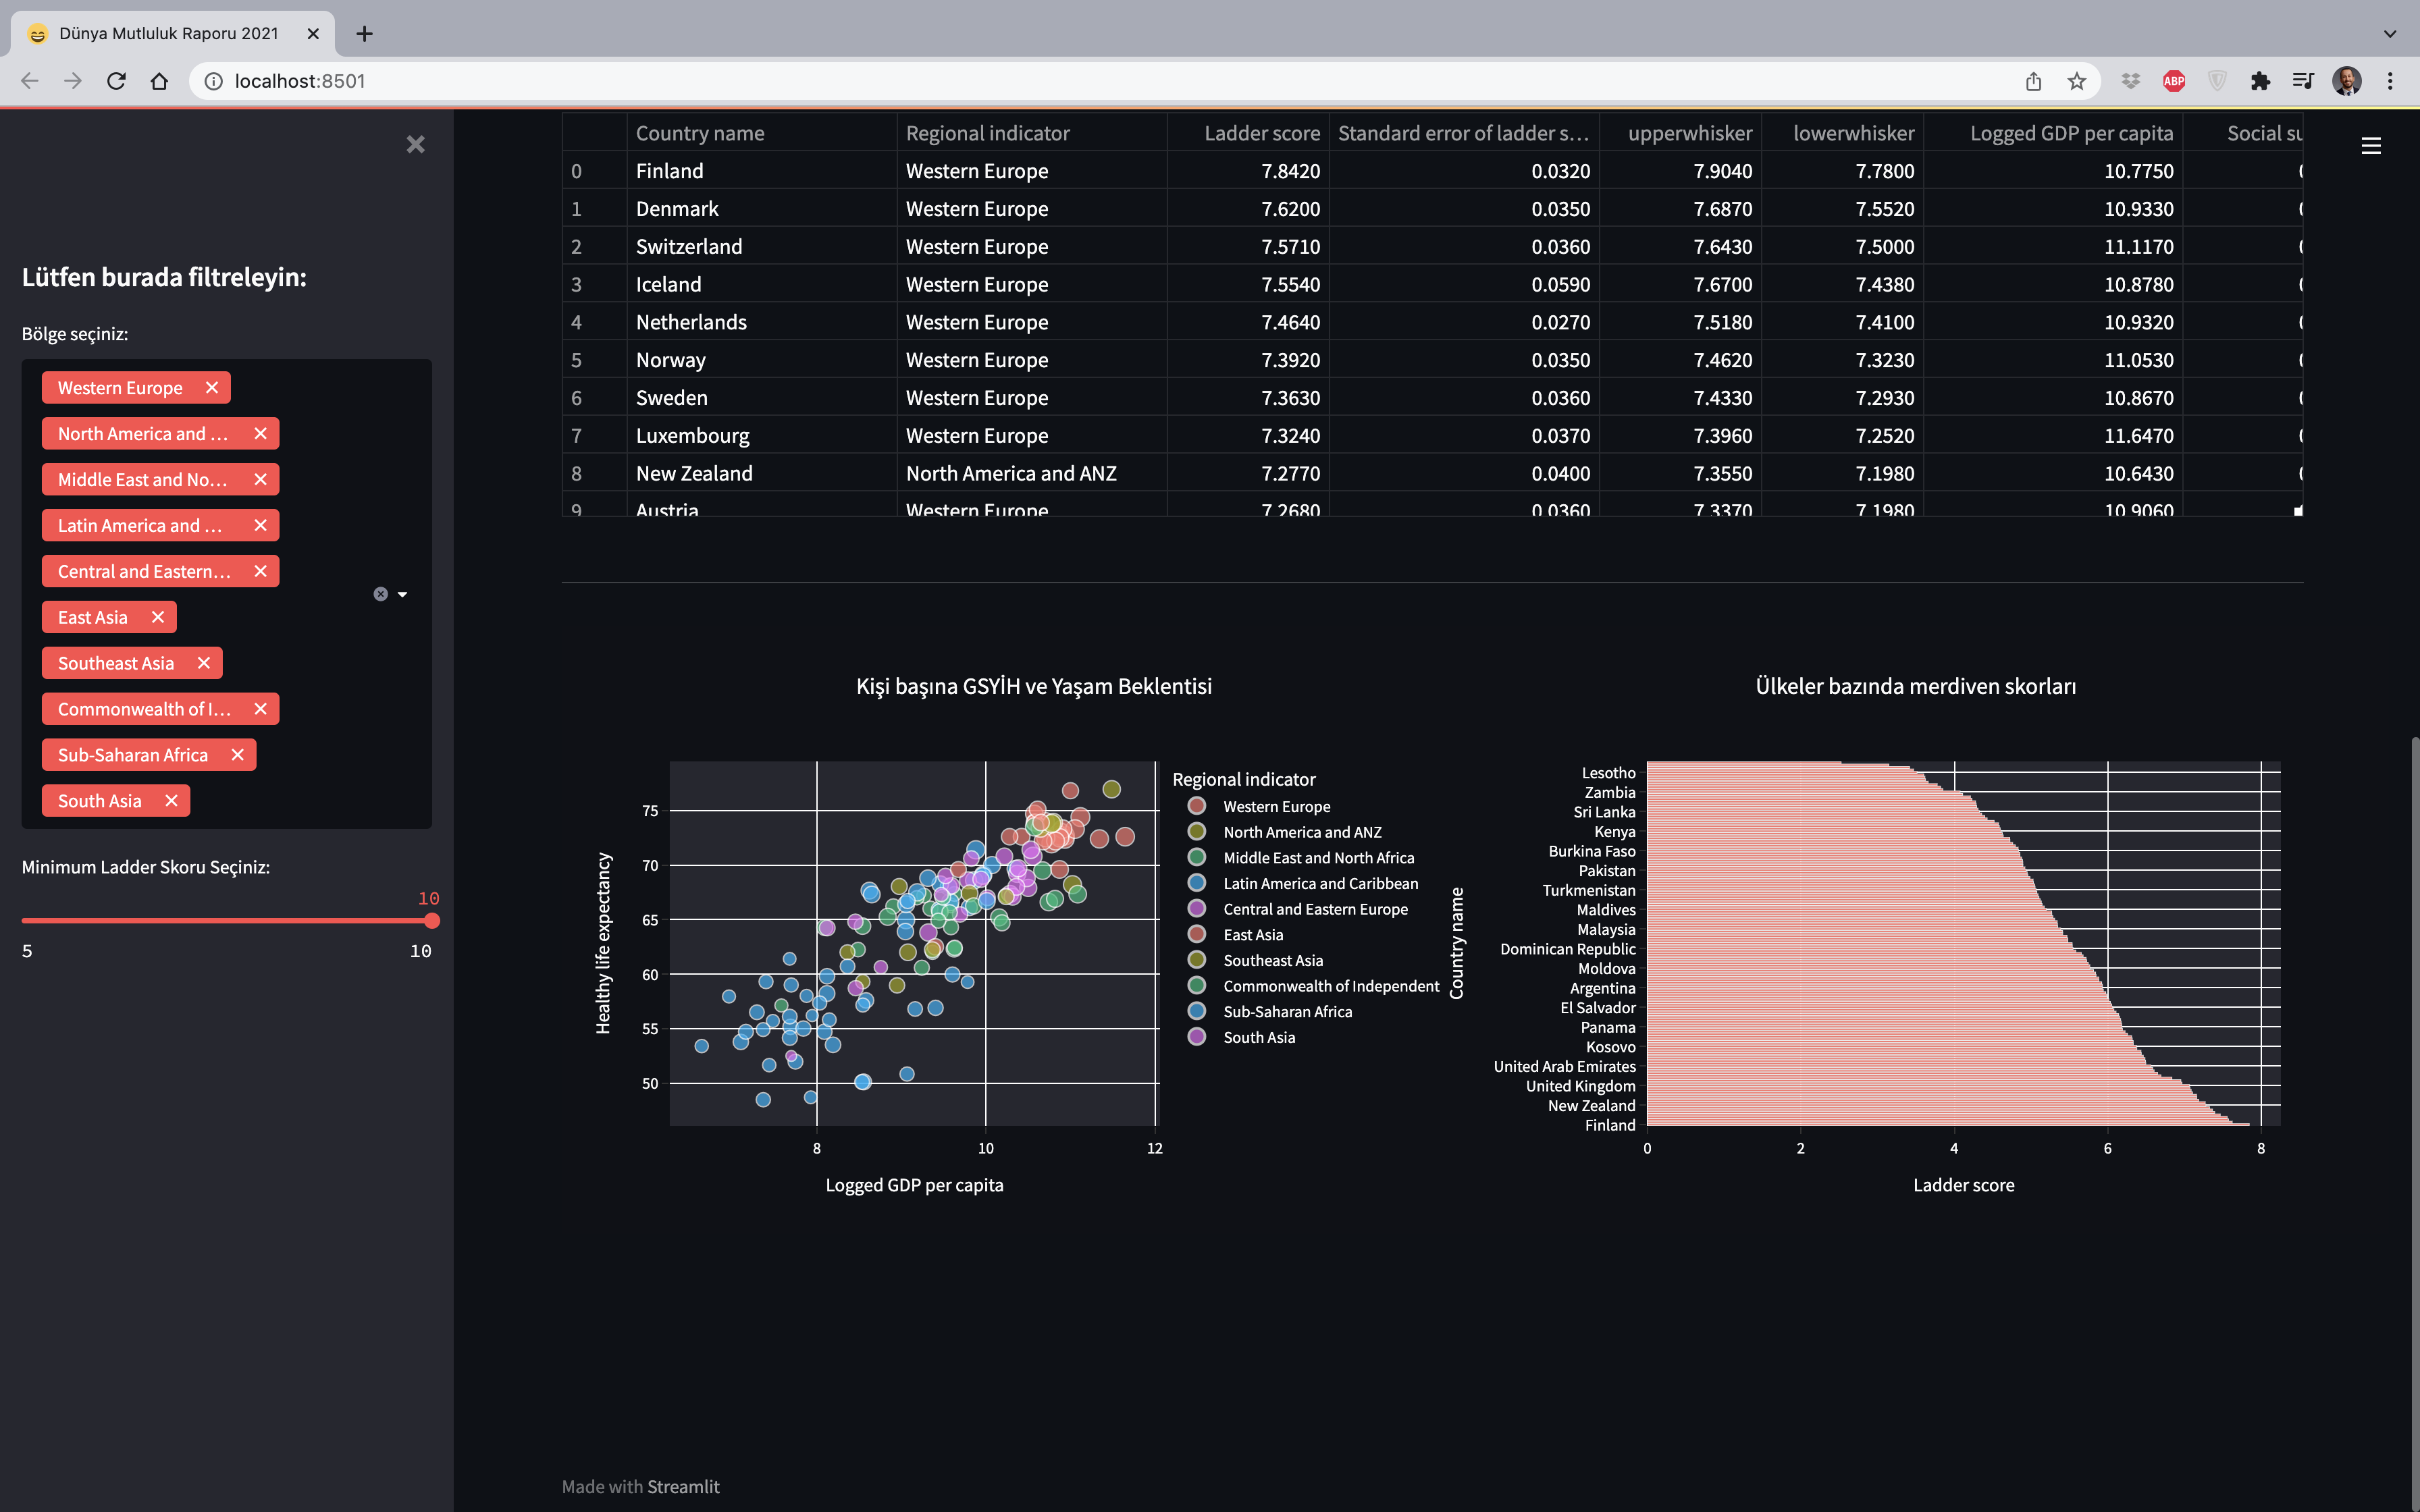 Dünya Mutluluk Raporu 2021
localhost:8501
ABP
Lütfen burada filtreleyin:
Bölge seçiniz:
Western Europe
North America and ...
Middle East and No...
Latin America and ...
Central and Eastern...
East Asia
Southeast Asia
Commonwealth of I...
Sub-Saharan Africa
South Asia
Minimum Ladder Skoru Seçiniz:
10
5 10
Country name Regional indicator Ladder score Standard error of ladder s... upperwhisker lowerwhisker Logged GDP per capita Social su
0 Finland Western Europe 7.8420 0.0320 7.9040 7.7800 10.7750
1 Denmark Western Europe 7.6200 0.0350 7.6870 7.5520 10.9330
2 Switzerland Western Europe 7.5710 0.0360 7.6430 7.5000 11.1170
3 Iceland Western Europe 7.5540 0.0590 7.6700 7.4380 10.8780
4 Netherlands Western Europe 7.4640 0.0270 7.5180 7.4100 10.9320
5 Norway Western Europe 7.3920 0.0350 7.4620 7.3230 11.0530
6 Sweden Western Europe 7.3630 0.0360 7.4330 7.2930 10.8670
7 Luxembourg Western Europe 7.3240 0.0370 7.3960 7.2520 11.6470
8 New Zealand North America and ANZ 7.2770 0.0400 7.3550 7.1980 10.6430
9 Austria Western Europe 7.2680 0.0360 7.3370 7.1980 10.9060
Kişi başına GSYİH ve Yaşam Beklentisi
Healthy life expectancy
75
70
65
60
55
50
8 10 12
Logged GDP per capita
Regional indicator
Western Europe
North America and ANZ
Middle East and North Africa
Latin America and Caribbean
Central and Eastern Europe
East Asia
Southeast Asia
Commonwealth of Independent
Sub-Saharan Africa
South Asia
Ülkeler bazında merdiven skorları
Country name
Lesotho
Zambia
Sri Lanka
Kenya
Burkina Faso
Pakistan
Turkmenistan
Maldives
Malaysia
Dominican Republic
Moldova
Argentina
El Salvador
Panama
Kosovo
United Arab Emirates
United Kingdom
New Zealand
Finland
0 2 4 6 8
Ladder score
Made with Streamlit